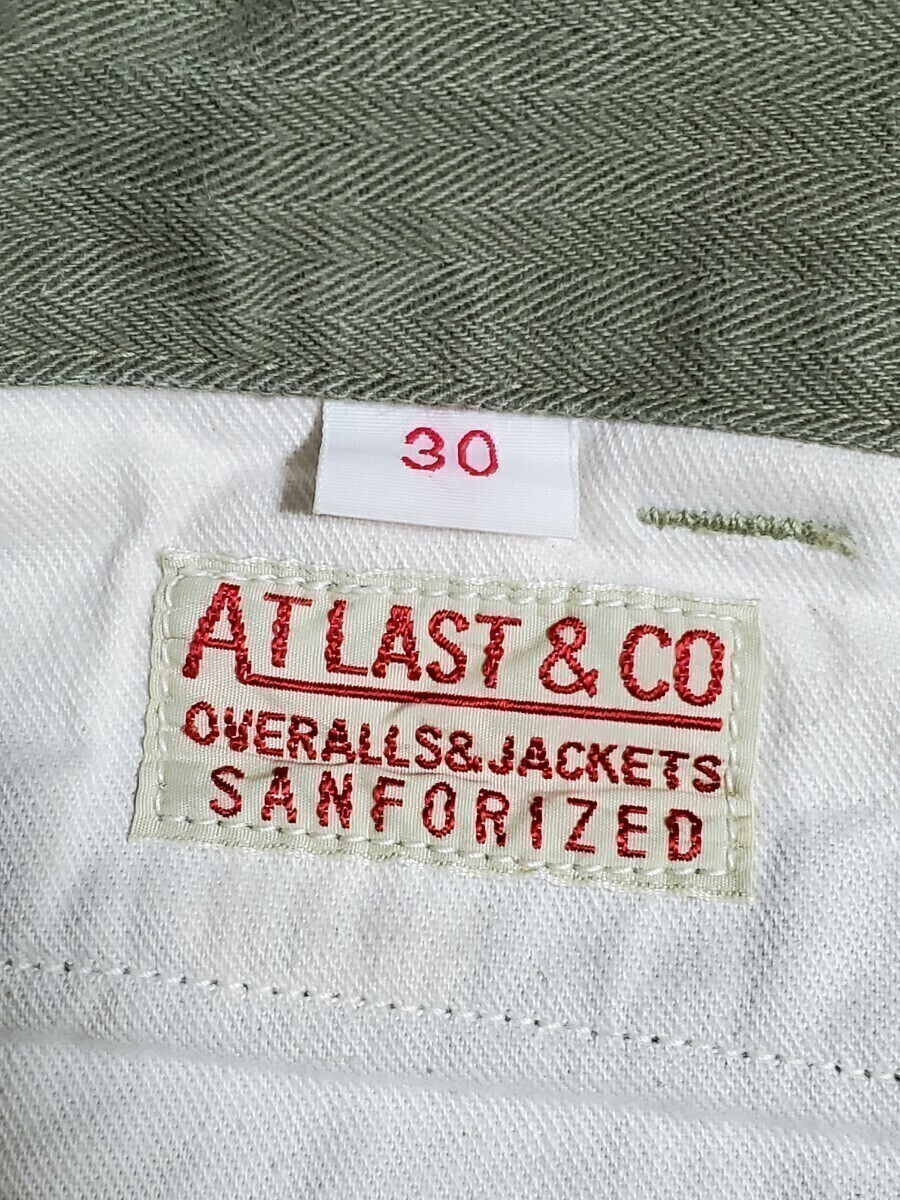 30
AT LAST & CO
OVERALLS&JACKETS
SANFORIZED